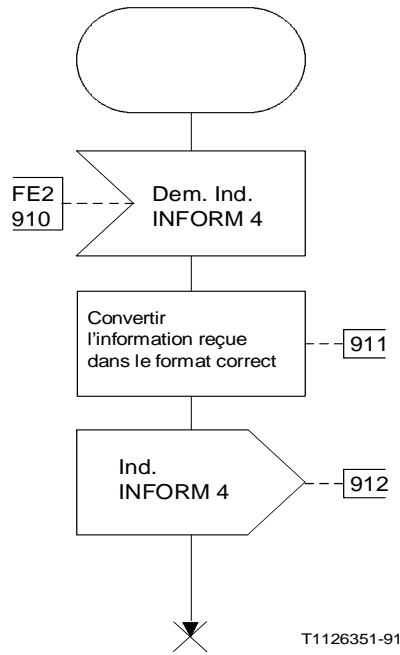 FE2
910
Dem. Ind.
INFORM 4
Convertir
l'information reçue
dans le format correct
911
Ind.
INFORM 4
912
T1126351-91